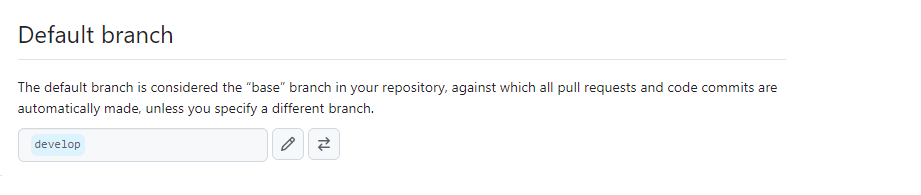 Default branch
The default branch is considered the “base” branch in your repository, against which all pull requests and code commits are
automatically made, unless you specify a different branch.
develop